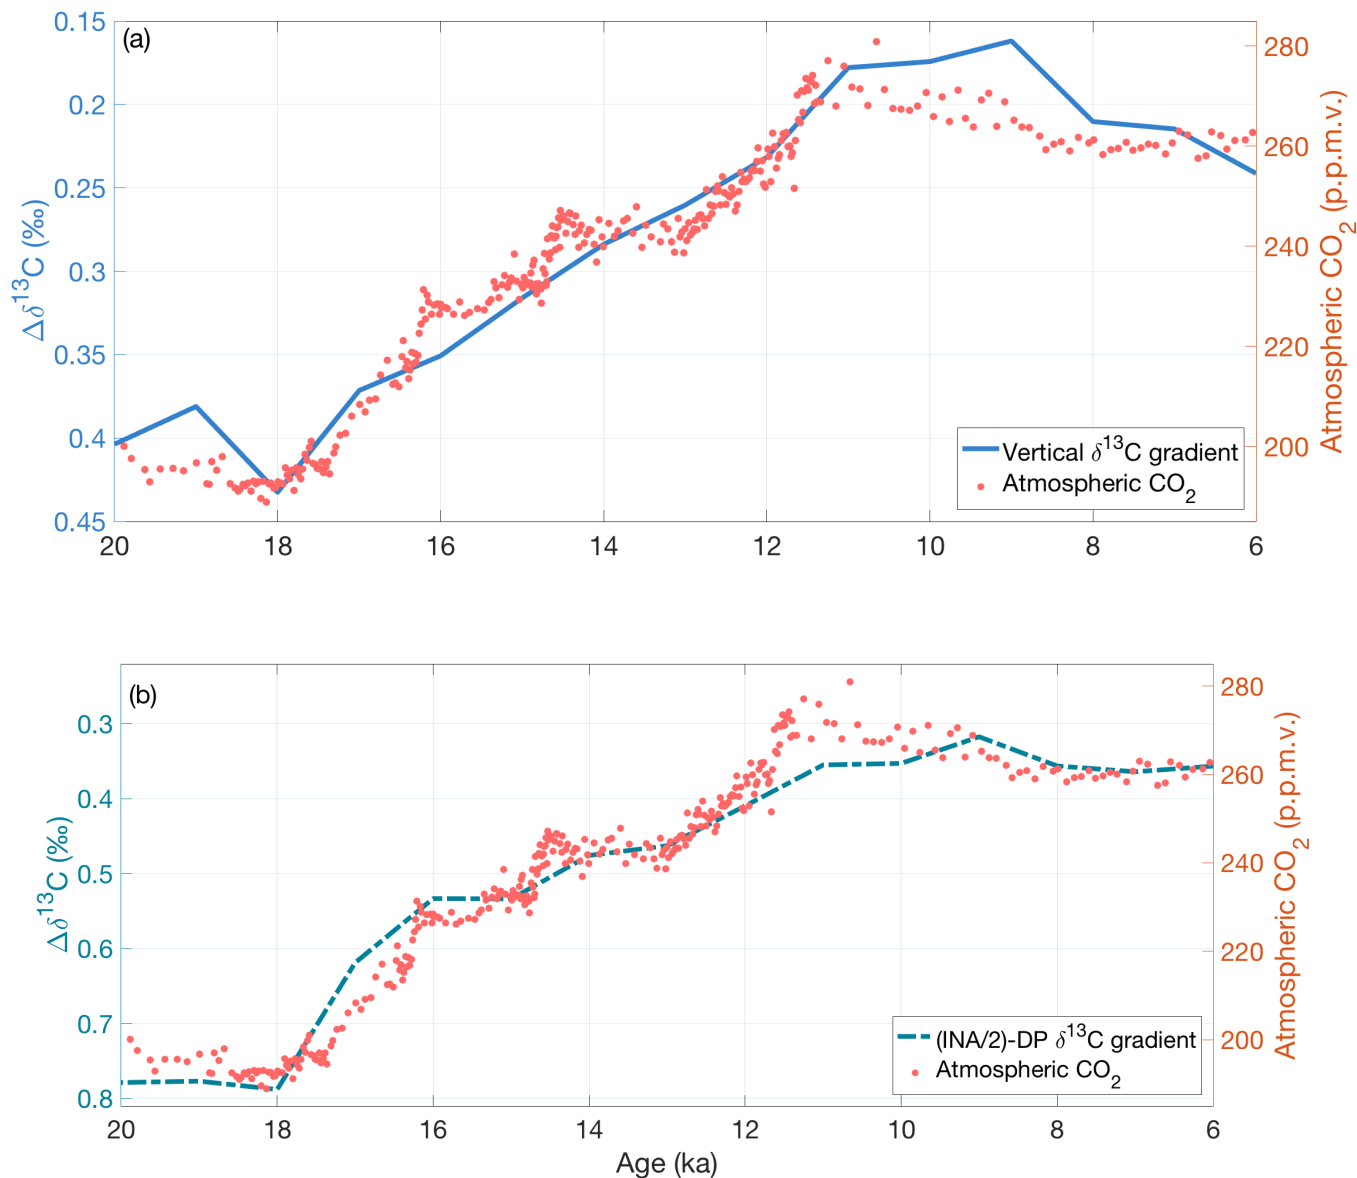 (a)
0.15
0.2
0.25
0.3
0.35
0.4
0.45
Δδ¹³C (‰)
280
260
240
220
200
Atmospheric CO₂ (p.p.m.v.)
Vertical δ¹³C gradient
Atmospheric CO₂
20 18 16 14 12 10 8 6
(b)
0.3
0.4
0.5
0.6
0.7
0.8
Δδ¹³C (‰)
280
260
240
220
200
Atmospheric CO₂ (p.p.m.v.)
(INA/2)-DP δ¹³C gradient
Atmospheric CO₂
20 18 16 14 12 10 8 6
Age (ka)